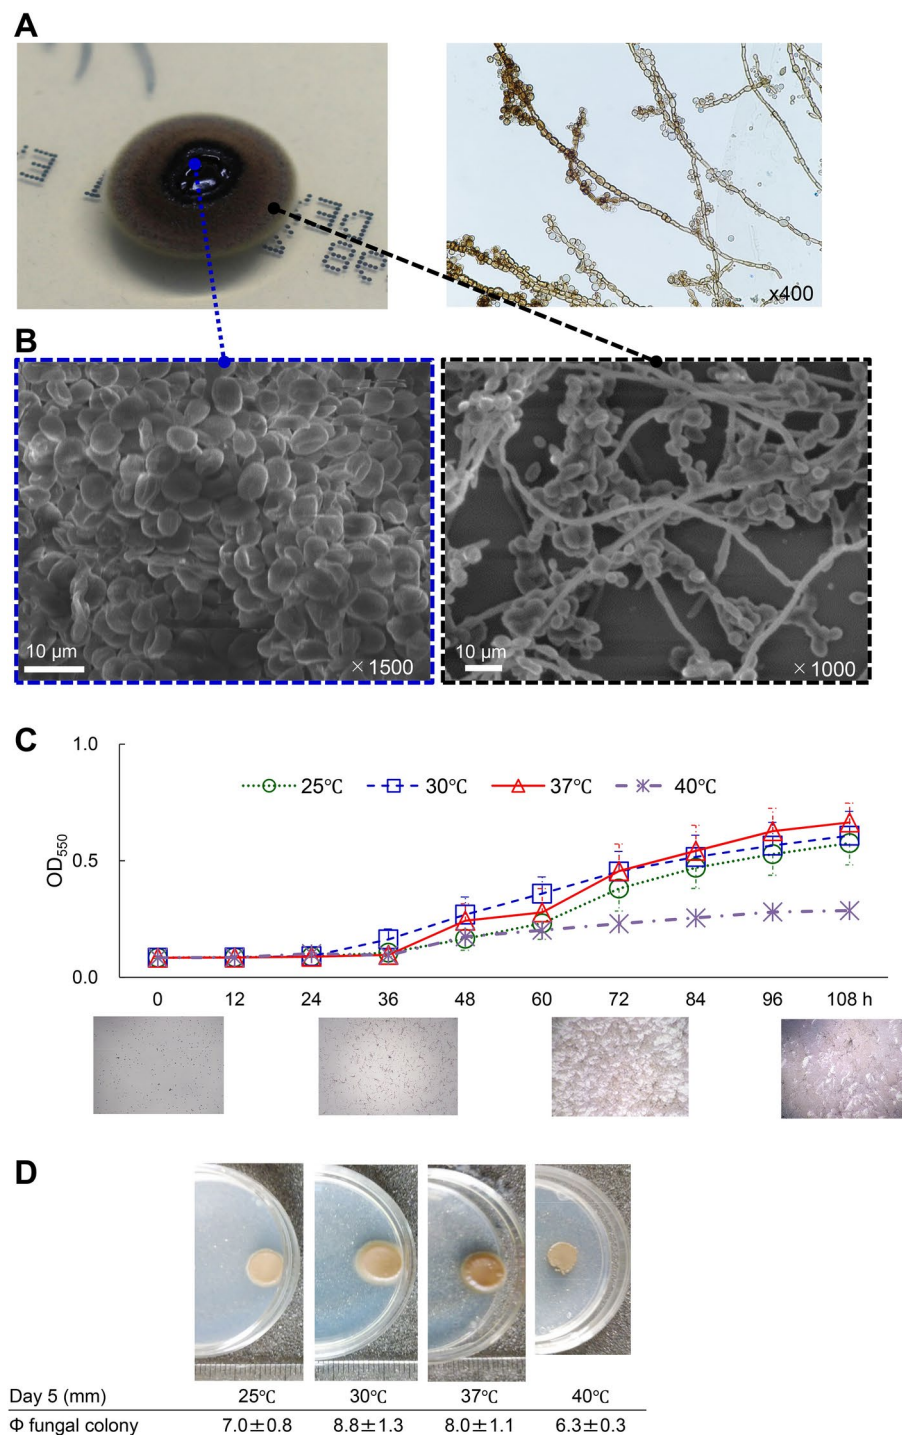 A
x400
B
10 μm
×1500
10 μm
×1000
C
1.0
25℃ 30℃ 37℃ 40℃
OD550
0.5
0.0
0 12 24 36 48 60 72 84 96 108 h
D
Day 5 (mm) 25℃ 30℃ 37℃ 40℃
Φ fungal colony 7.0±0.8 8.8±1.3 8.0±1.1 6.3±0.3